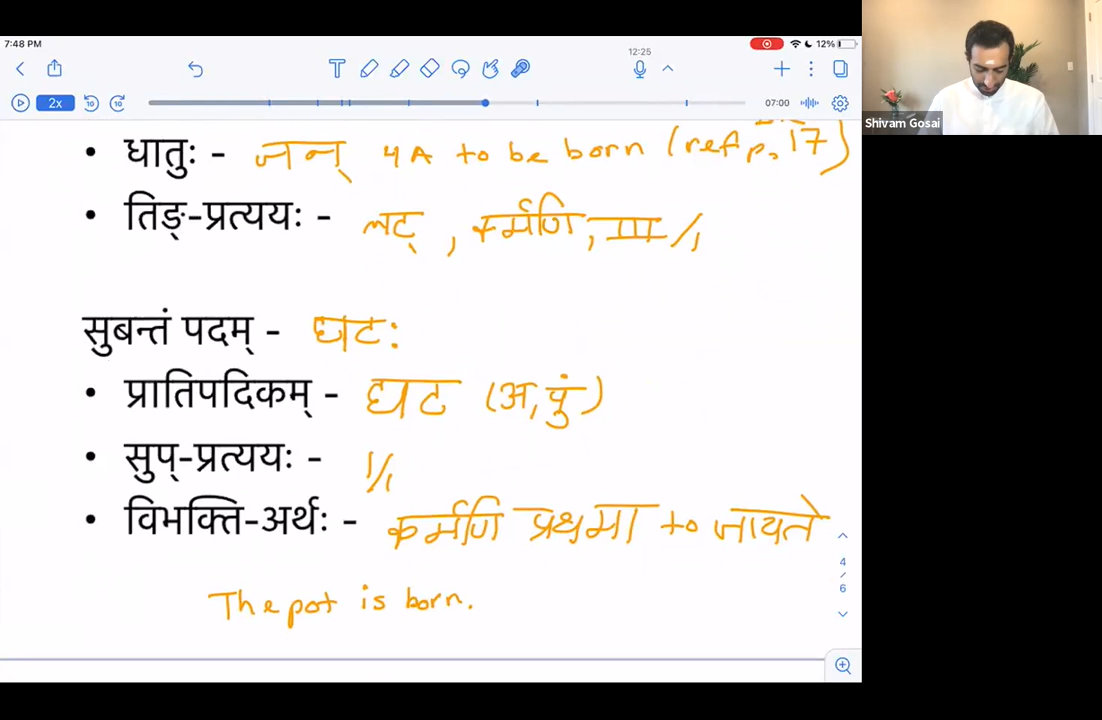 7:48 PM
12%
12:25
2x
10
10
07:00
Shivam Gosai
• धातुः - जन् 4A to be born (ref p. 17)
• तिङ्-प्रत्ययः - लट्, कर्मणि, III/1
सुबन्तं पदम् - घटः
• प्रातिपदिकम् - घट (अ, पुं)
• सुप्-प्रत्ययः - 1/1
• विभक्ति-अर्थः - कर्मणि प्रथमा to जायते
The pot is born.
4
/
6